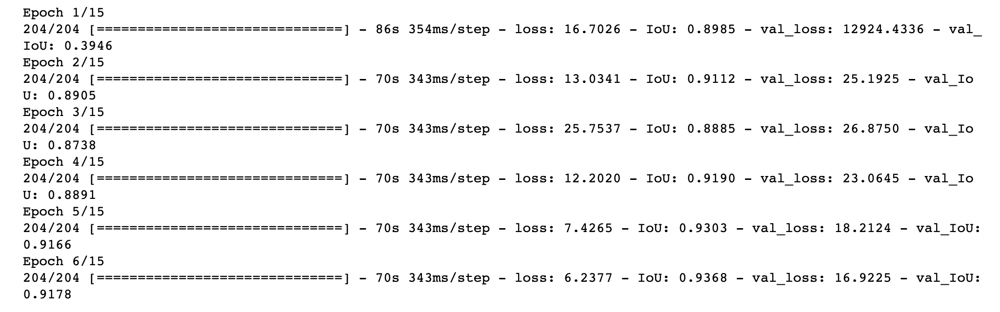 Epoch 1/15
204/204 [==============================] - 86s 354ms/step - loss: 16.7026 - IoU: 0.8985 - val_loss: 12924.4336 - val_
IoU: 0.3946
Epoch 2/15
204/204 [==============================] - 70s 343ms/step - loss: 13.0341 - IoU: 0.9112 - val_loss: 25.1925 - val_Io
U: 0.8905
Epoch 3/15
204/204 [==============================] - 70s 343ms/step - loss: 25.7537 - IoU: 0.8885 - val_loss: 26.8750 - val_Io
U: 0.8738
Epoch 4/15
204/204 [==============================] - 70s 343ms/step - loss: 12.2020 - IoU: 0.9190 - val_loss: 23.0645 - val_Io
U: 0.8891
Epoch 5/15
204/204 [==============================] - 70s 343ms/step - loss: 7.4265 - IoU: 0.9303 - val_loss: 18.2124 - val_IoU:
0.9166
Epoch 6/15
204/204 [==============================] - 70s 343ms/step - loss: 6.2377 - IoU: 0.9368 - val_loss: 16.9225 - val_IoU:
0.9178